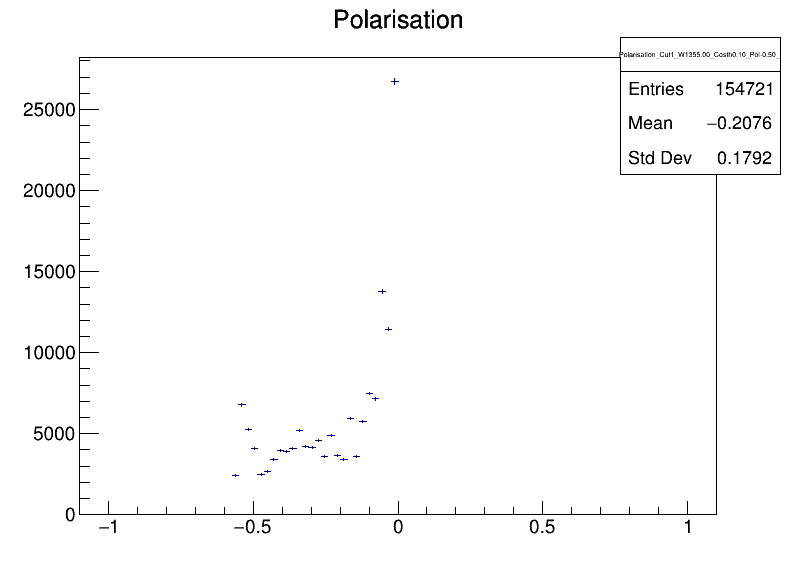 Polarisation
Polarisation_Cut1_W1355.00_Costh0.10_Pol-0.50_
Entries 154721
Mean −0.2076
Std Dev 0.1792
25000
20000
15000
10000
5000
0
−1 −0.5 0 0.5 1